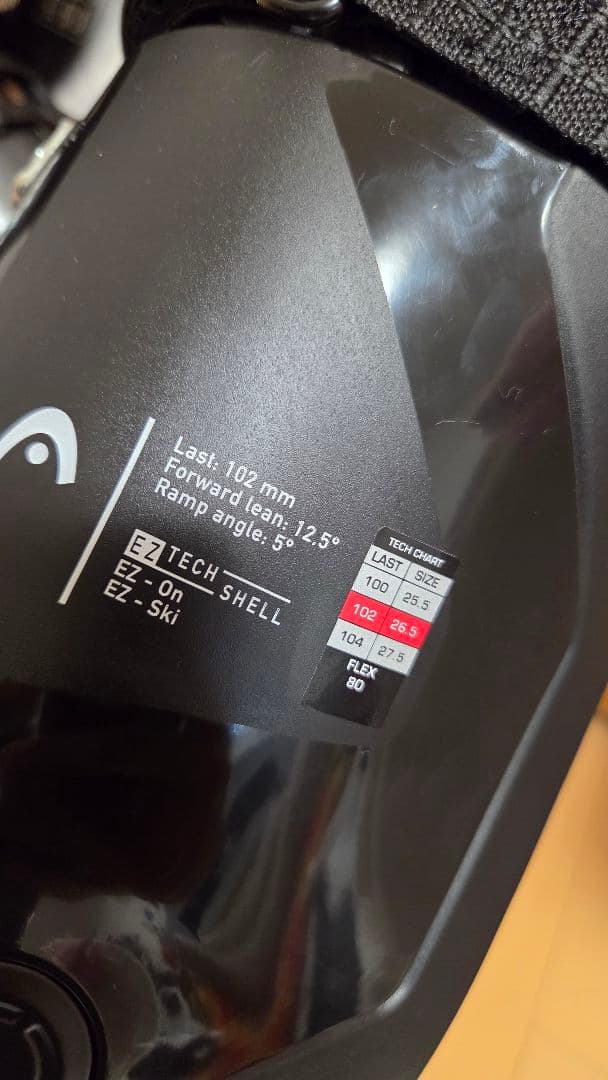 Last: 102 mm
Forward lean: 12.5°
Ramp angle: 5°
EZ TECH SHELL
EZ - On
EZ - Ski
TECH CHART
LAST SIZE
100 25.5
102 26.5
104 27.5
FLEX
80